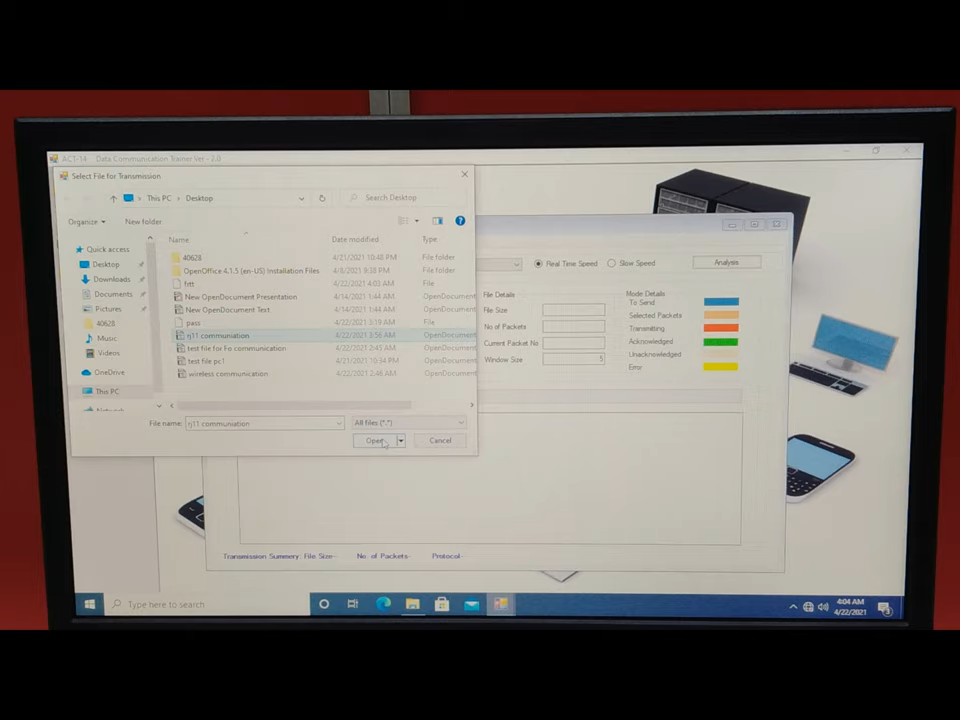 ACT-14 Data Communication Trainer Ver - 2.0
Select File for Transmission
This PC > Desktop
Search Desktop
Organize
New folder
Name
Date modified
Type
Quick access
Desktop
Downloads
Documents
Pictures
40628
Music
Videos
OneDrive
This PC
40628 4/21/2021 10:48 PM File folder
OpenOffice 4.1.5 (en-US) Installation Files 4/8/2021 9:38 PM File folder
4/22/2021 4:03 AM File
New OpenDocument Presentation 4/14/2021 1:44 AM OpenDocument
New OpenDocument Text 4/14/2021 1:44 AM OpenDocument
pass 4/22/2021 3:19 AM File
rj11 communiation 4/22/2021 3:56 AM OpenDocument
test file for Fo communication 4/22/2021 2:45 AM OpenDocument
test file pc1 4/21/2021 10:34 PM OpenDocument
wireless communication 4/22/2021 2:48 AM OpenDocument
File name: rj11 communiation
All files (*.*)
Open
Cancel
Real Time Speed
Slow Speed
Analysis
File Details
File Size
No of Packets
Current Packet No
Window Size 5
Mode Details
To Send
Selected Packets
Transmitting
Acknowledged
Unacknowledged
Error
Transmission Summery: File Size- No. of Packets- Protocol-
Type here to search
4:04 AM
4/22/2021